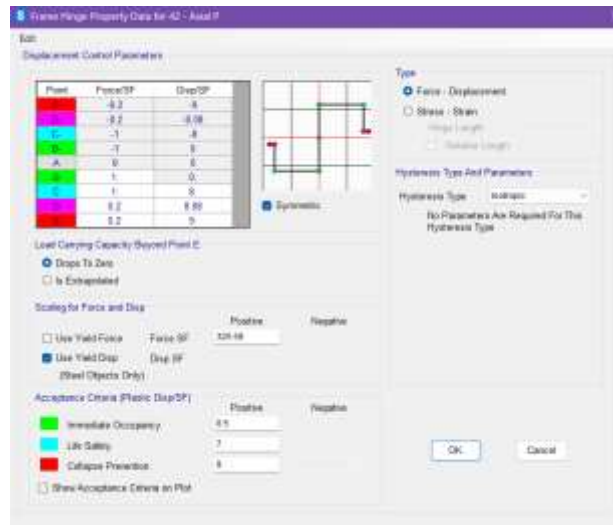 Frame Hinge Property Data for 42 - Axial P
Edit
Displacement Control Parameters
Point Force/SF Disp/SF
E- -0.2 -9
D- -0.2 -8.08
C- -1 -8
B- -1 0
A 0 0
B 1. 0.
C 1. 8.
D 0.2 8.08
E 0.2 9.
Symmetric
Load Carrying Capacity Beyond Point E
Drops To Zero
Is Extrapolated
Scaling for Force and Disp
Positive Negative
Use Yield Force Force SF
Use Yield Disp Disp SF
(Steel Objects Only)
Acceptance Criteria (Plastic Disp/SF)
Positive Negative
Immediate Occupancy 0.5
Life Safety 7.
Collapse Prevention 8.
Show Acceptance Criteria on Plot
Type
Force - Displacement
Stress - Strain
Hinge Length
Relative Length
Hysteresis Type And Parameters
Hysteresis Type Isotropic
No Parameters Are Required For This
Hysteresis Type
OK Cancel